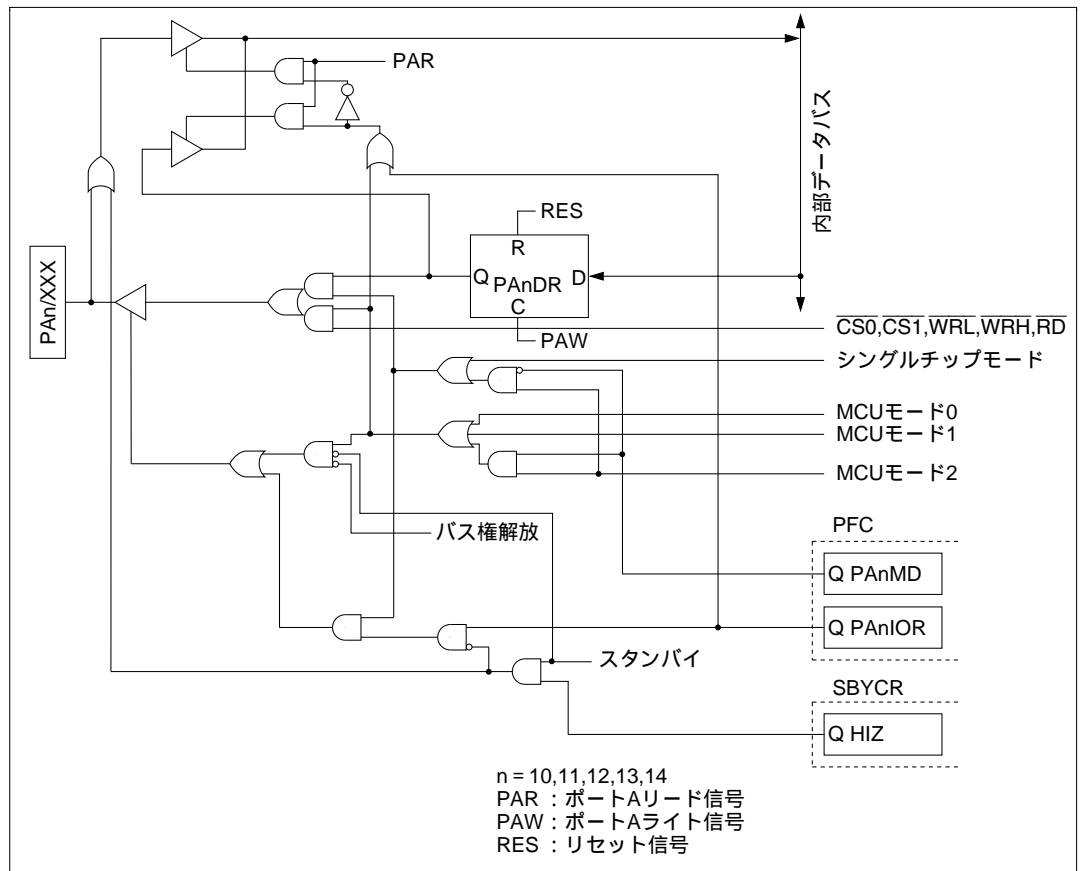 PAR
内部データバス
RES
R
Q PAnDR D
C
PAn/XXX
PAW
CS0,CS1,WRL,WRH,RD
シングルチップモード
MCUモード0
MCUモード1
MCUモード2
バス権解放
PFC
Q PAnMD
Q PAnIOR
スタンバイ
SBYCR
Q HIZ
n = 10,11,12,13,14
PAR : ポートAリード信号
PAW : ポートAライト信号
RES : リセット信号